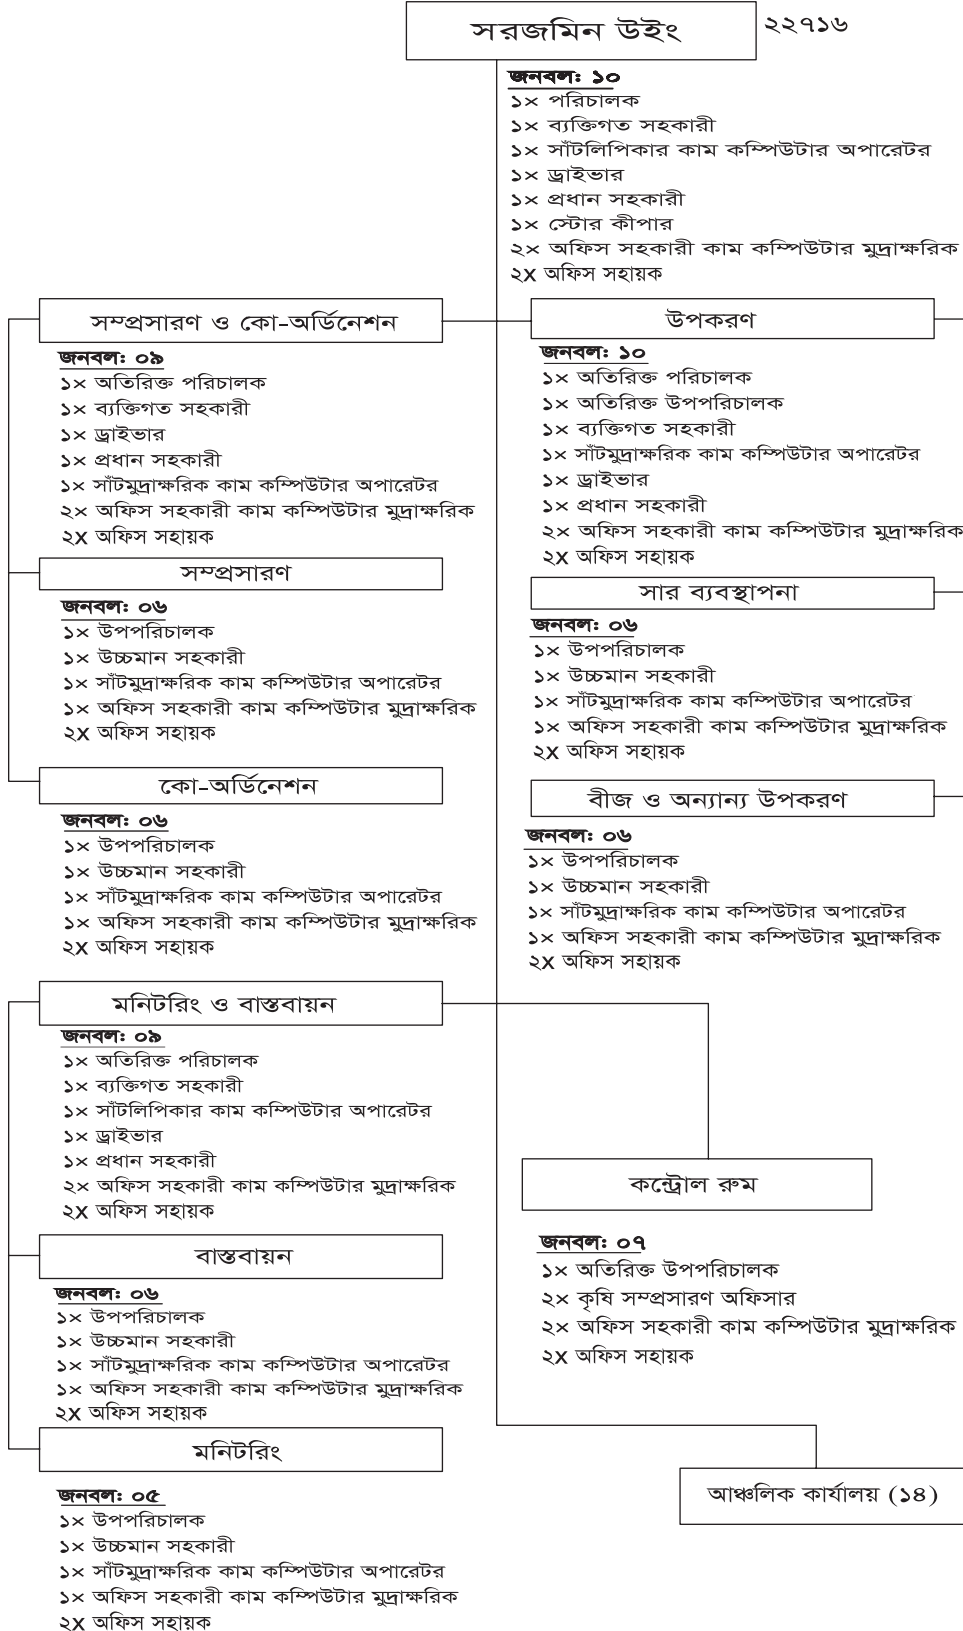 সরজমিন উইং
২২৭১৬
জনবল: ১০
১× পরিচালক
১× ব্যক্তিগত সহকারী
১× সাঁটলিপিকার কাম কম্পিউটার অপারেটর
১× ড্রাইভার
১× প্রধান সহকারী
১× স্টোর কীপার
২× অফিস সহকারী কাম কম্পিউটার মুদ্রাক্ষরিক
২x অফিস সহায়ক
সম্প্রসারণ ও কো-অর্ডিনেশন
জনবল: ০৯
১× অতিরিক্ত পরিচালক
১× ব্যক্তিগত সহকারী
১× ড্রাইভার
১× প্রধান সহকারী
১× সাঁটমুদ্রাক্ষরিক কাম কম্পিউটার অপারেটর
২× অফিস সহকারী কাম কম্পিউটার মুদ্রাক্ষরিক
২x অফিস সহায়ক
সম্প্রসারণ
জনবল: ০৬
১× উপপরিচালক
১× উচ্চমান সহকারী
১× সাঁটমুদ্রাক্ষরিক কাম কম্পিউটার অপারেটর
১× অফিস সহকারী কাম কম্পিউটার মুদ্রাক্ষরিক
২x অফিস সহায়ক
কো-অর্ডিনেশন
জনবল: ০৬
১× উপপরিচালক
১× উচ্চমান সহকারী
১× সাঁটমুদ্রাক্ষরিক কাম কম্পিউটার অপারেটর
১× অফিস সহকারী কাম কম্পিউটার মুদ্রাক্ষরিক
২x অফিস সহায়ক
উপকরণ
জনবল: ১০
১× অতিরিক্ত পরিচালক
১× অতিরিক্ত উপপরিচালক
১× ব্যক্তিগত সহকারী
১× সাঁটমুদ্রাক্ষরিক কাম কম্পিউটার অপারেটর
১× ড্রাইভার
১× প্রধান সহকারী
২× অফিস সহকারী কাম কম্পিউটার মুদ্রাক্ষরিক
২x অফিস সহায়ক
সার ব্যবস্থাপনা
জনবল: ০৬
১× উপপরিচালক
১× উচ্চমান সহকারী
১× সাঁটমুদ্রাক্ষরিক কাম কম্পিউটার অপারেটর
১× অফিস সহকারী কাম কম্পিউটার মুদ্রাক্ষরিক
২x অফিস সহায়ক
বীজ ও অন্যান্য উপকরণ
জনবল: ০৬
১× উপপরিচালক
১× উচ্চমান সহকারী
১× সাঁটমুদ্রাক্ষরিক কাম কম্পিউটার অপারেটর
১× অফিস সহকারী কাম কম্পিউটার মুদ্রাক্ষরিক
২x অফিস সহায়ক
মনিটরিং ও বাস্তবায়ন
জনবল: ০৯
১× অতিরিক্ত পরিচালক
১× ব্যক্তিগত সহকারী
১× সাঁটলিপিকার কাম কম্পিউটার অপারেটর
১× ড্রাইভার
১× প্রধান সহকারী
২× অফিস সহকারী কাম কম্পিউটার মুদ্রাক্ষরিক
২x অফিস সহায়ক
বাস্তবায়ন
জনবল: ০৬
১× উপপরিচালক
১× উচ্চমান সহকারী
১× সাঁটমুদ্রাক্ষরিক কাম কম্পিউটার অপারেটর
১× অফিস সহকারী কাম কম্পিউটার মুদ্রাক্ষরিক
২x অফিস সহায়ক
মনিটরিং
জনবল: ০৫
১× উপপরিচালক
১× উচ্চমান সহকারী
১× সাঁটমুদ্রাক্ষরিক কাম কম্পিউটার অপারেটর
১× অফিস সহকারী কাম কম্পিউটার মুদ্রাক্ষরিক
২x অফিস সহায়ক
কন্ট্রোল রুম
জনবল: ০৭
১× অতিরিক্ত উপপরিচালক
২× কৃষি সম্প্রসারণ অফিসার
২× অফিস সহকারী কাম কম্পিউটার মুদ্রাক্ষরিক
২x অফিস সহায়ক
আঞ্চলিক কার্যালয় (১৪)